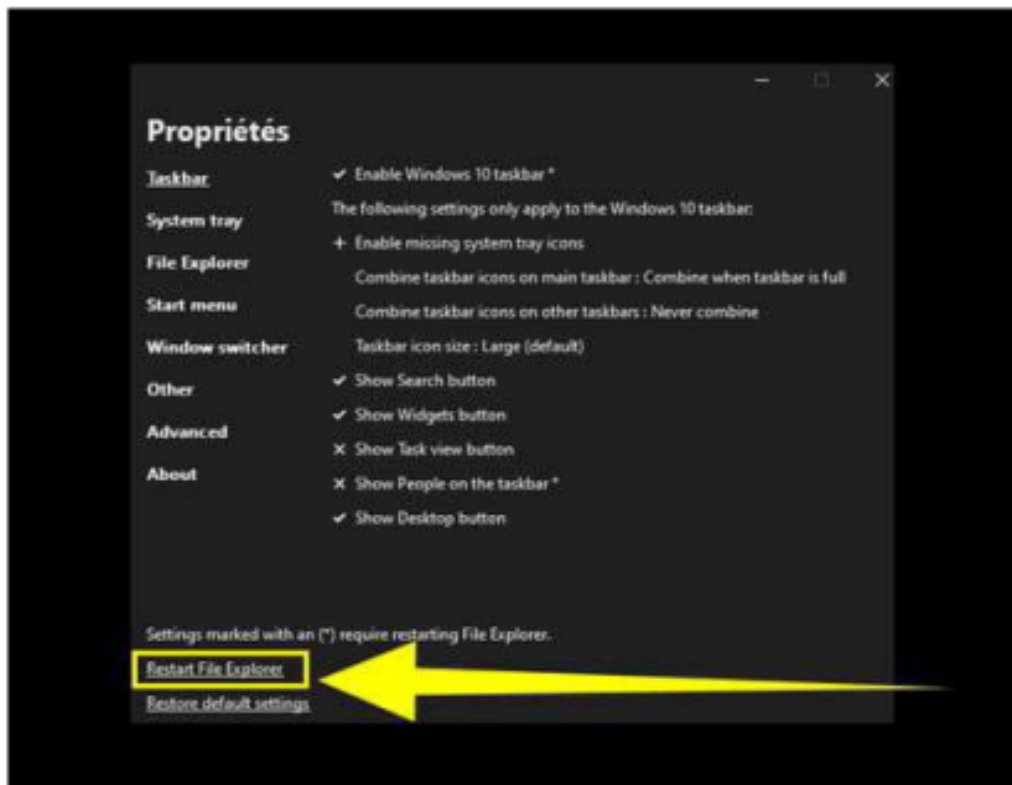 Propriétés
Taskbar
System tray
File Explorer
Start menu
Window switcher
Other
Advanced
About
Enable Windows 10 taskbar *
The following settings only apply to the Windows 10 taskbar:
Enable missing system tray icons
Combine taskbar icons on main taskbar : Combine when taskbar is full
Combine taskbar icons on other taskbars : Never combine
Taskbar icon size : Large (default)
Show Search button
Show Widgets button
Show Task view button
Show People on the taskbar *
Show Desktop button
Settings marked with an (*) require restarting File Explorer.
Restart File Explorer
Restore default settings